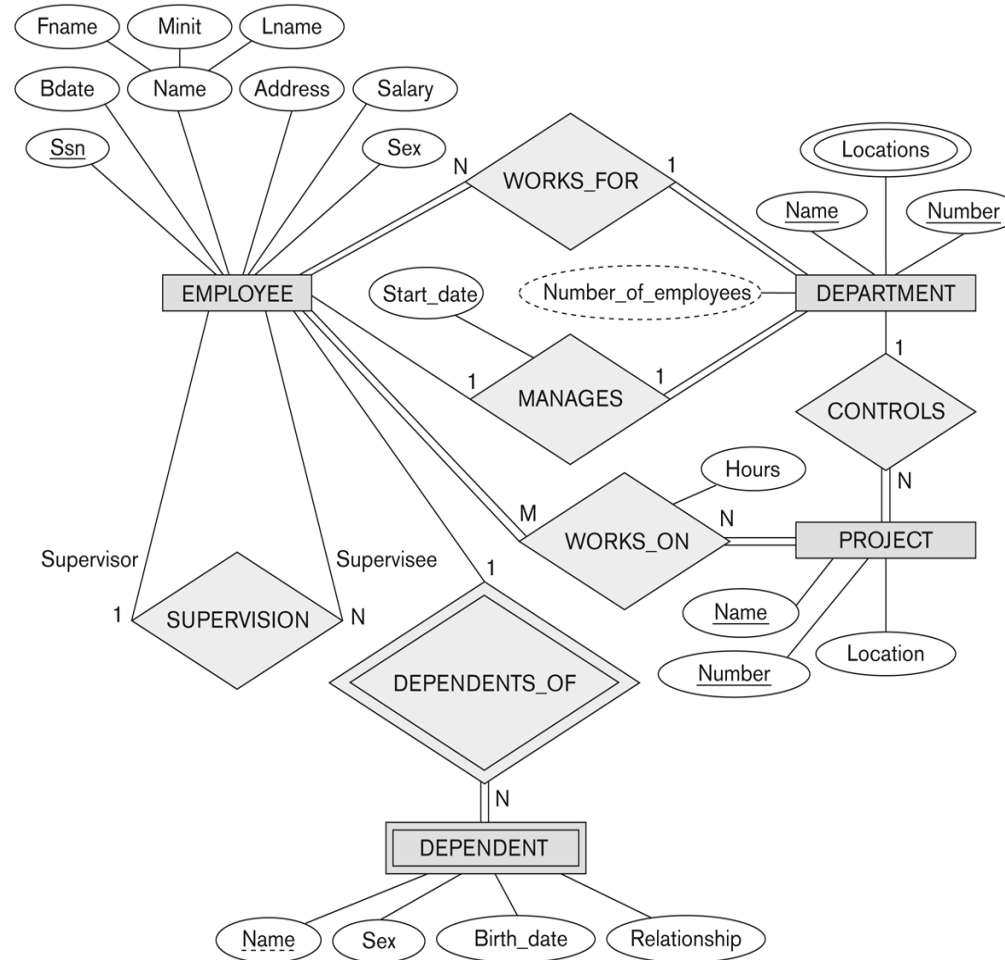 Fname
Minit
Lname
Bdate
Name
Address
Salary
Ssn
Sex
N
WORKS_FOR
1
Locations
Name
Number
EMPLOYEE
Start_date
Number_of_employees
DEPARTMENT
1
MANAGES
1
1
CONTROLS
N
Hours
M
WORKS_ON
N
PROJECT
Supervisor
Supervisee
1
SUPERVISION
N
1
Name
Number
Location
DEPENDENTS_OF
N
DEPENDENT
Name
Sex
Birth_date
Relationship